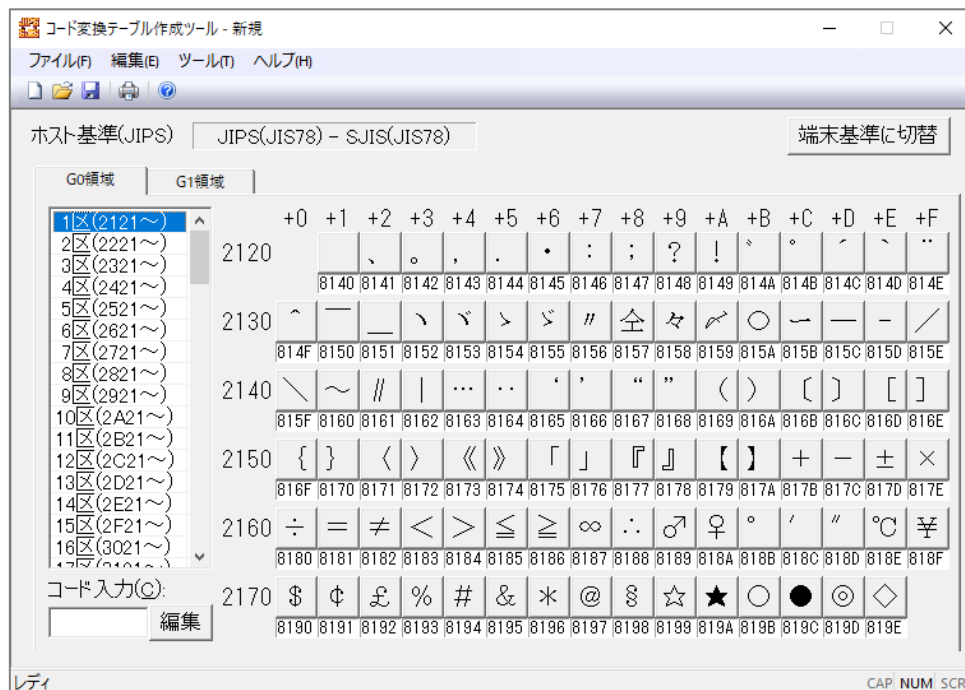 コード変換テーブル作成ツール - 新規
ファイル(F) 編集(E) ツール(T) ヘルプ(H)
ホスト基準(JIPS) JIPS(JIS78) − SJIS(JIS78) 端末基準に切替
G0領域 G1領域
1区(2121～)
2区(2221～)
3区(2321～)
4区(2421～)
5区(2521～)
6区(2621～)
7区(2721～)
8区(2821～)
9区(2921～)
10区(2A21～)
11区(2B21～)
12区(2C21～)
13区(2D21～)
14区(2E21～)
15区(2F21～)
16区(3021～)
コード入力(C):
編集
+0 +1 +2 +3 +4 +5 +6 +7 +8 +9 +A +B +C +D +E +F
2120 、 。 ， ． ・ ： ； ？ ！ ゛ ゜ ´ ｀ ¨
8140 8141 8142 8143 8144 8145 8146 8147 8148 8149 814A 814B 814C 814D 814E
2130 ＾ ￣ ＿ ヽ ヾ ゝ ゞ 〃 仝 々 〆 〇 ー ― ‐ ／
814F 8150 8151 8152 8153 8154 8155 8156 8157 8158 8159 815A 815B 815C 815D 815E
2140 ＼ ～ ∥ ｜ … ‥ ‘ ’ “ ” （ ） 〔 〕 ［ ］
815F 8160 8161 8162 8163 8164 8165 8166 8167 8168 8169 816A 816B 816C 816D 816E
2150 ｛ ｝ 〈 〉 《 》 「 」 『 』 【 】 ＋ － ± ×
816F 8170 8171 8172 8173 8174 8175 8176 8177 8178 8179 817A 817B 817C 817D 817E
2160 ÷ ＝ ≠ ＜ ＞ ≦ ≧ ∞ ∴ ♂ ♀ ° ′ ″ ℃ ￥
8180 8181 8182 8183 8184 8185 8186 8187 8188 8189 818A 818B 818C 818D 818E 818F
2170 ＄ ￠ ￡ ％ ＃ ＆ ＊ ＠ § ☆ ★ ○ ● ◎ ◇
8190 8191 8192 8193 8194 8195 8196 8197 8198 8199 819A 819B 819C 819D 819E
レディ CAP NUM SCR